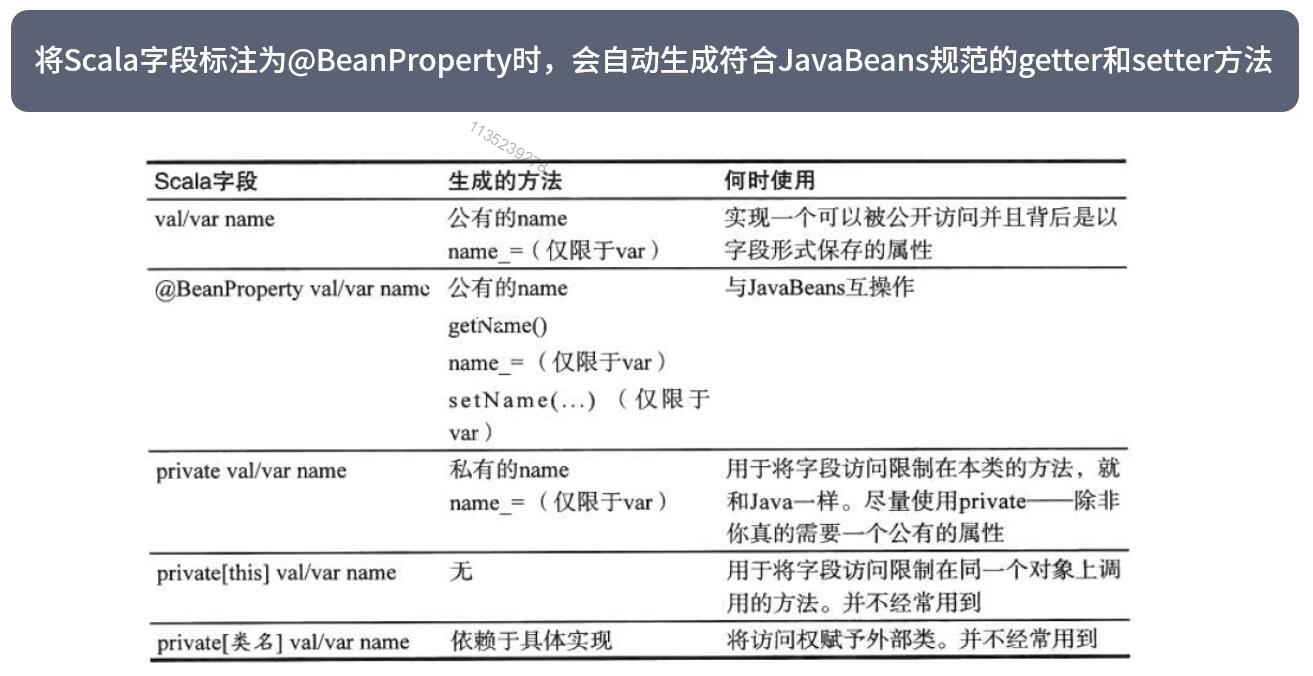 将Scala字段标注为@BeanProperty时，会自动生成符合JavaBeans规范的getter和setter方法
1135239278
Scala字段 生成的方法 何时使用
val/var name 公有的name 实现一个可以被公开访问并且背后是以
name_=（仅限于var） 字段形式保存的属性
@BeanProperty val/var name 公有的name 与JavaBeans互操作
getName()
name_=（仅限于var）
setName(...)（仅限于
var）
private val/var name 私有的name 用于将字段访问限制在本类的方法，就
name_=（仅限于var） 和Java一样。尽量使用private——除非
你真的需要一个公有的属性
private[this] val/var name 无 用于将字段访问限制在同一个对象上调
用的方法。并不经常用到
private[类名] val/var name 依赖于具体实现 将访问权赋予外部类。并不经常用到